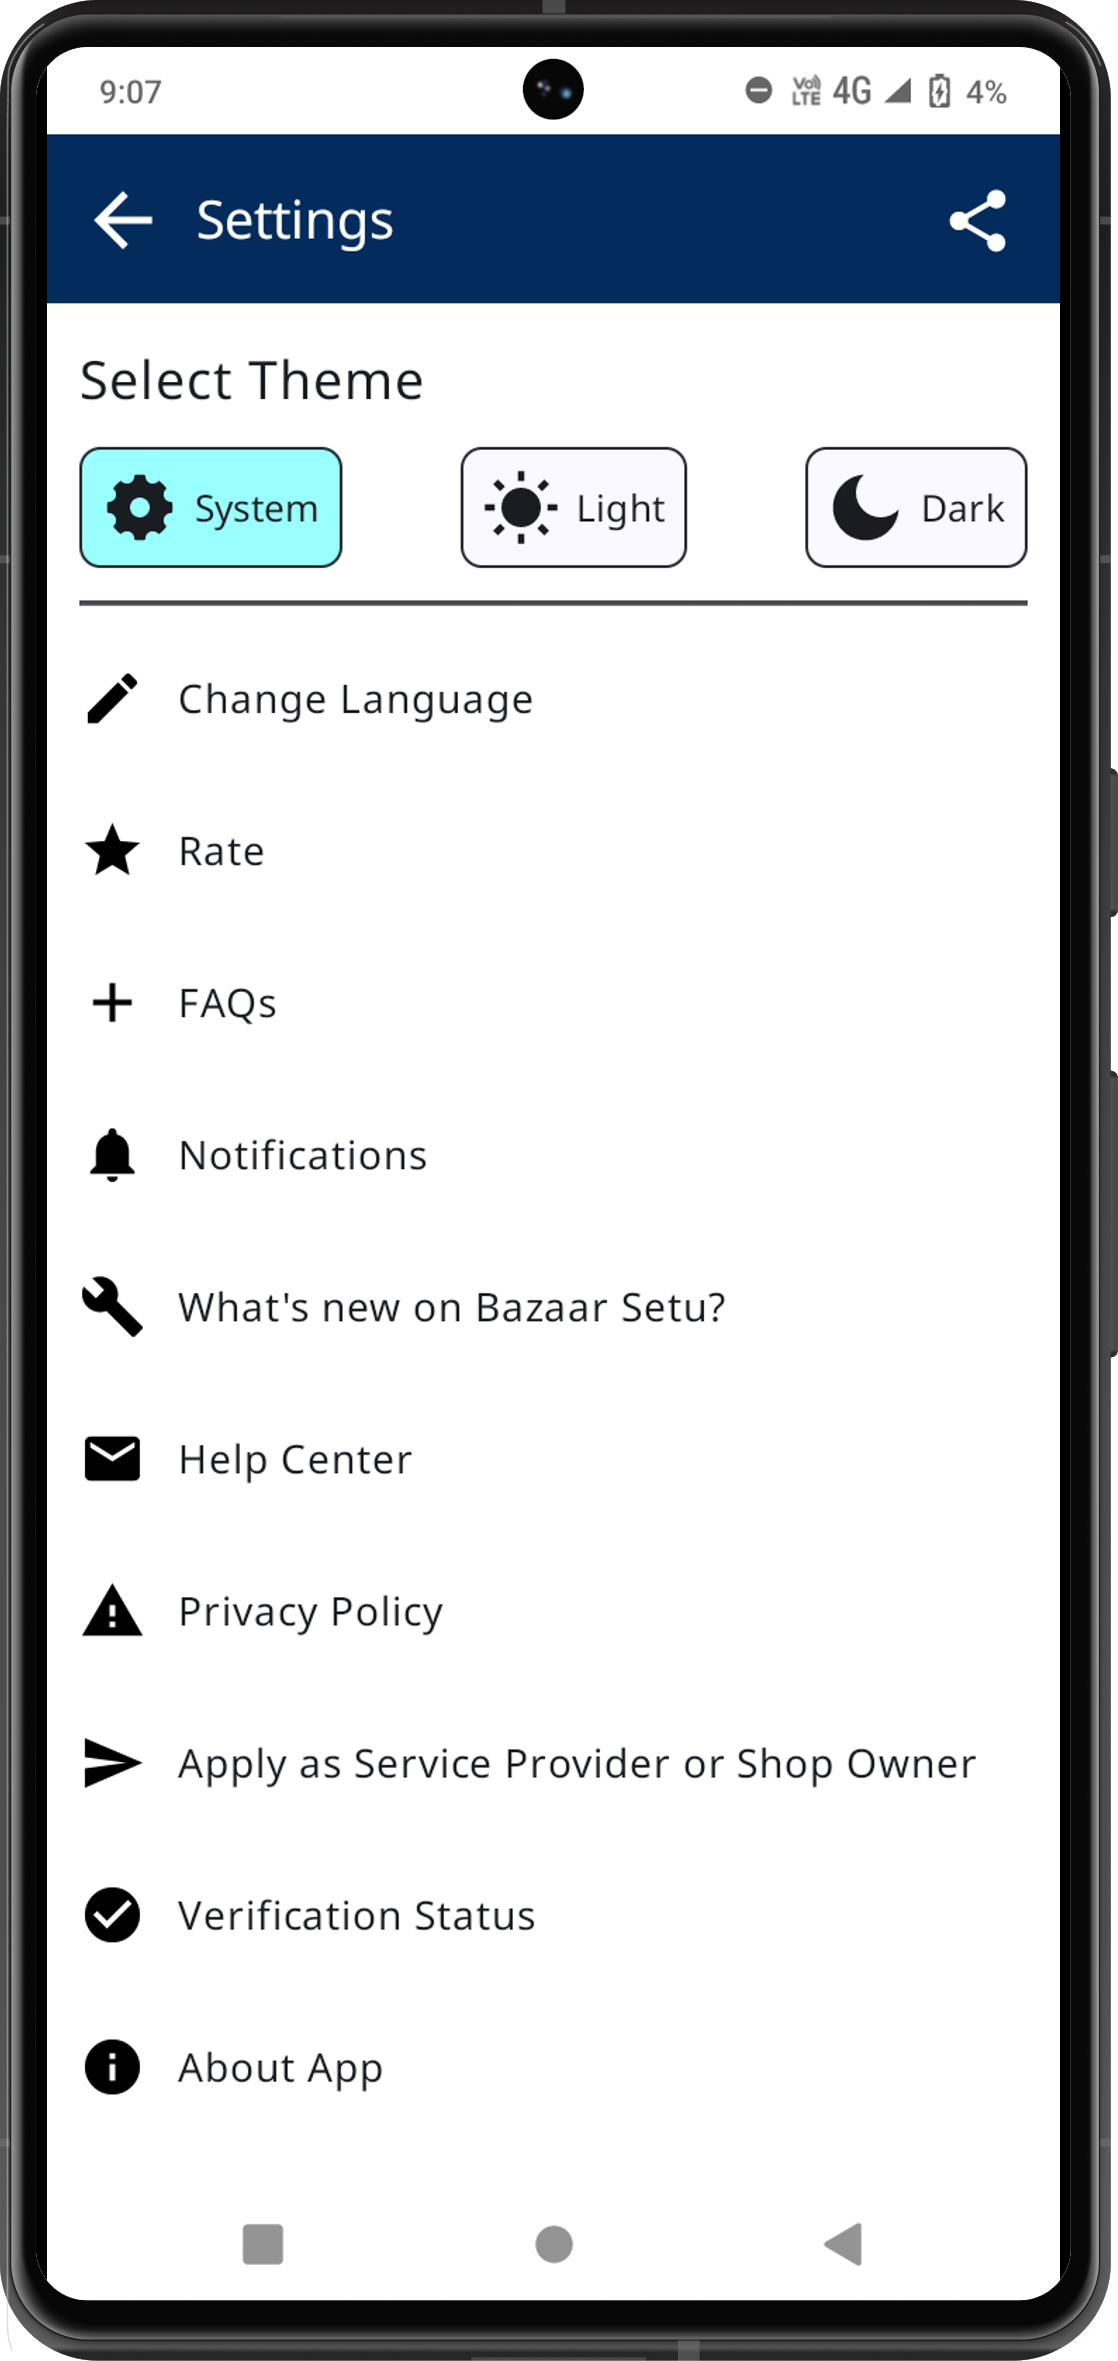 9:07 Vo) LTE 4G 4%
Settings
Select Theme
System Light Dark
Change Language
Rate
FAQs
Notifications
What's new on Bazaar Setu?
Help Center
Privacy Policy
Apply as Service Provider or Shop Owner
Verification Status
About App